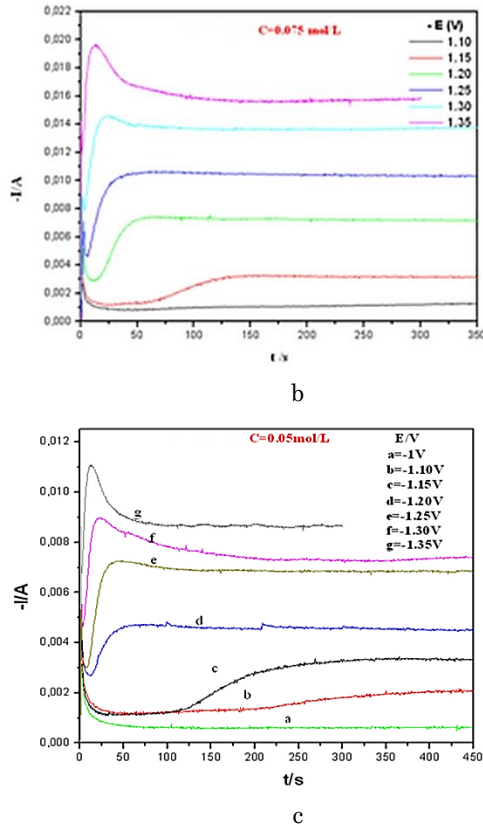 C=0.075 mol L
- E (V)
1.10
1.15
1.20
1.25
1.30
1.35
0,022
0,020
0,018
0,016
0,014
0,012
0,010
0,008
0,006
0,004
0,002
0,000
-I/A
0 50 100 150 200 250 300 350
t /s
b
C=0.05mol/L
E/V
a=-1V
b=-1.10V
c=-1.15V
d=-1.20V
e=-1.25V
f=-1.30V
g=-1.35V
0,012
0,010
0,008
0,006
0,004
0,002
0,000
-I/A
g
f
e
d
c
b
a
0 50 100 150 200 250 300 350 400 450
t/s
c